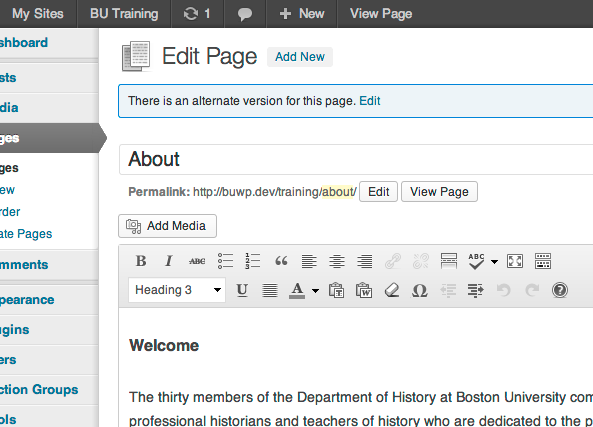 My Sites BU Training 1 + New View Page
shboard
sts
dia
ges
ges
ew
rder
ate Pages
mments
pearance
ugins
ers
ction Groups
ols
Edit Page Add New
There is an alternate version for this page. Edit
About
Permalink: http://buwp.dev/training/about/ Edit View Page
Add Media
B I ABC 1 2 3 “ ABC
Heading 3 U A T W Ω ?
Welcome
The thirty members of the Department of History at Boston University com
professional historians and teachers of history who are dedicated to the p